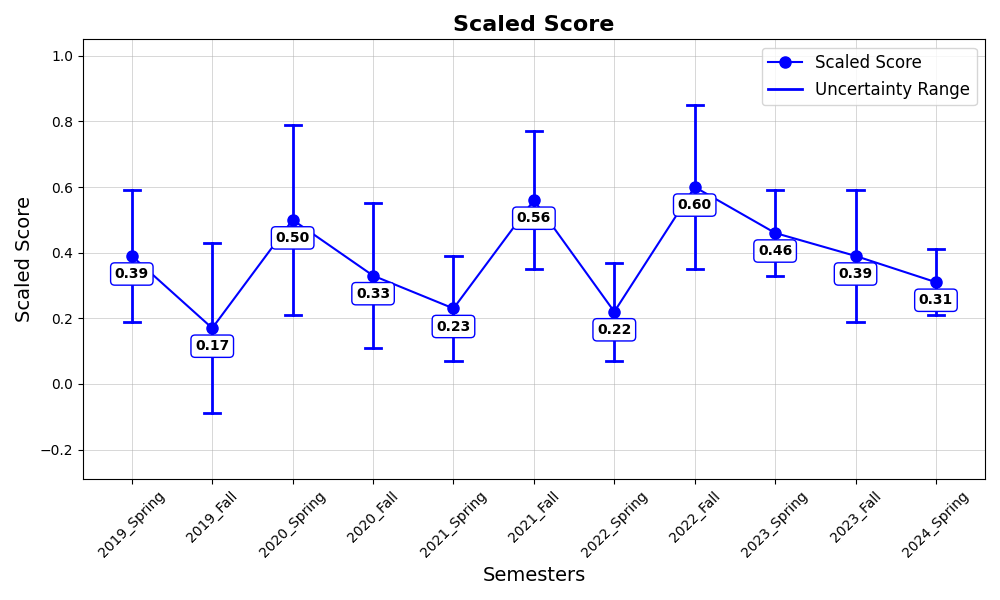 Scaled Score
Scaled Score
Uncertainty Range
1.0
0.8
0.6
0.4
0.2
0.0
−0.2
Scaled Score
0.39
0.17
0.50
0.33
0.23
0.56
0.22
0.60
0.46
0.39
0.31
2019_Spring
2019_Fall
2020_Spring
2020_Fall
2021_Spring
2021_Fall
2022_Spring
2022_Fall
2023_Spring
2023_Fall
2024_Spring
Semesters